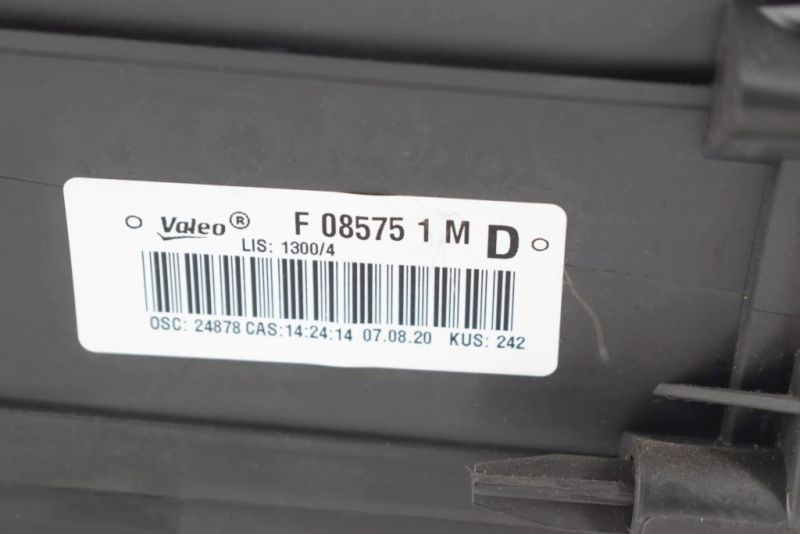 Valeo® F 08575 1 M D
LIS: 1300/4
OSC: 24878 CAS:14:24:14 07.08.20 KUS: 242